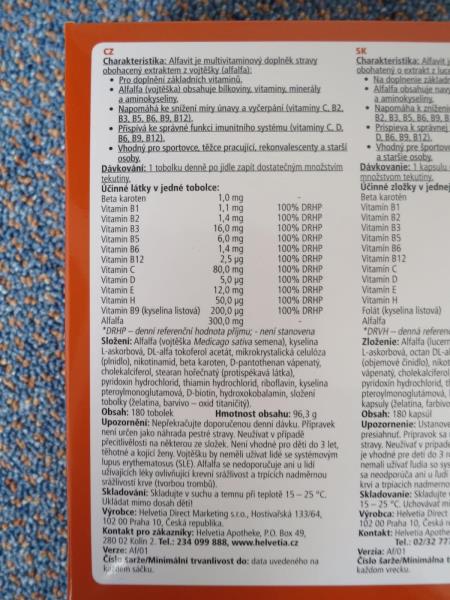 CZ
Charakteristika: Alfavit je multivitaminový doplněk stravy
obohacený extraktem z vojtěšky (alfalfa):
• Pro doplnění základních vitaminů.
• Alfalfa (vojtěška) obsahuje bílkoviny, vitaminy, minerály
a aminokyseliny.
• Napomáhá ke snížení míry únavy a vyčerpání (vitaminy C, B2,
B3, B5, B6, B9, B12).
• Přispívá ke správné funkci imunitního systému (vitaminy C, D,
B6, B9, B12).
• Vhodný pro sportovce, těžce pracující, rekonvalescenty a starší
osoby.
Dávkování: 1 tobolku denně po jídle zapít dostatečným množstvím
tekutiny.
Účinné látky v jedné tobolce:
Beta karoten 1,0 mg -
Vitamin B1 1,1 mg 100% DRHP
Vitamin B2 1,4 mg 100% DRHP
Vitamin B3 16,0 mg 100% DRHP
Vitamin B5 6,0 mg 100% DRHP
Vitamin B6 1,4 mg 100% DRHP
Vitamin B12 2,5 µg 100% DRHP
Vitamin C 80,0 mg 100% DRHP
Vitamin D 5,0 µg 100% DRHP
Vitamin E 12,0 mg 100% DRHP
Vitamin H 50,0 µg 100% DRHP
Vitamin B9 (kyselina listová) 200,0 µg 100% DRHP
Alfalfa 300,0 mg -
*DRHP – denní referenční hodnota příjmu; - není stanovena
Složení: Alfalfa (vojtěška Medicago sativa semena), kyselina
L-askorbová, DL-alfa tokoferol acetát, mikrokrystalická celulóza
(plnidlo), nikotinamid, beta karoten, D-pantothenan vápenatý,
cholekalciferol, stearan hořečnatý (protispékavá látka),
pyridoxin hydrochlorid, thiamin hydrochlorid, riboflavin, kyselina
pteroylmonoglutamová, D-biotin, hydroxokobalamin, složení
tobolky (želatina, barvivo – oxid titaničitý).
Obsah: 180 tobolek Hmotnost obsahu: 96,3 g
Upozornění: Nepřekračujte doporučenou denní dávku. Přípravek
není určen jako náhrada pestré stravy. Neužívat v případě
přecitlivělosti na některou ze složek. Není vhodné pro děti do 3 let,
těhotné a kojící ženy. Vojtěšku by neměli užívat lidé se systémovým
lupus erythematosus (SLE). Alfalfa se nedoporučuje ani u lidí
užívajících léky ovlivňující krevní srážlivost a trpících nadměrnou
srážlivostí krve (tvorbou trombů).
Skladování: Skladujte v suchu a temnu při teplotě 15 – 25 °C.
Ukládat mimo dosah dětí!
Výrobce: Helvetia Direct Marketing s.r.o., Hostivařská 133/64,
102 00 Praha 10, Česká republika.
Kontakt pro zákazníky: Helvetia Apotheke, P.O. Box 49,
280 02 Kolín 2. Tel.: 234 099 888, www.helvetia.cz
Verze: Af/01
Číslo šarže/Minimální trvanlivost do: data uvedeného na
každém sáčku.
SK
Charakteristika: Alfavit
obohatený o extrakt z luc
• Na doplnenie základn
• Alfalfa obsahuje
a aminokyseliny.
• Napomáha k znížení
B2, B3, B5, B6, B9, B
• Prispieva k správnej
D, B6, B9, B12).
• Vhodný pre športov
a staršie osoby.
Dávkovanie: 1 kapsulu
množstvom tekutiny.
Účinné zložky v jednej
Beta karotén
Vitamín B1
Vitamín B2
Vitamín B3
Vitamín B5
Vitamín B6
Vitamín B12
Vitamín C
Vitamín D
Vitamín E
Vitamín H
Folát (kyselina listová)
Alfalfa
*DRVH – denná referen
Zloženie: Alfalfa (lucern
L-askorbová, octan DL-al
(objemové činidlo), nikot
vápenatý, cholekalciferol
pyridoxín hydrochlorid, t
pteroylmonoglutámová,
kapsuly (želatína, farbivo
Obsah: 180 kapsúl
Upozornenie: Ustanove
presiahnuť. Prípravok sa
stravy. Neužívať v prípade
je vhodné pre deti do 3 r
nemali užívať ľudia so sys
sa neodporúča ani u ľudí
krvi a trpiacich nadmerno
Skladovanie: Skladujte
15 – 25 °C. Uchovávať mi
Výrobca: Helvetia Direct
102 00 Praha 10, Česká r
Kontakt: Helvetia Apothe
Tel.: 02/32 77
Verzia: Af/01
Číslo šarže/Minimálna t
každom vrecku.